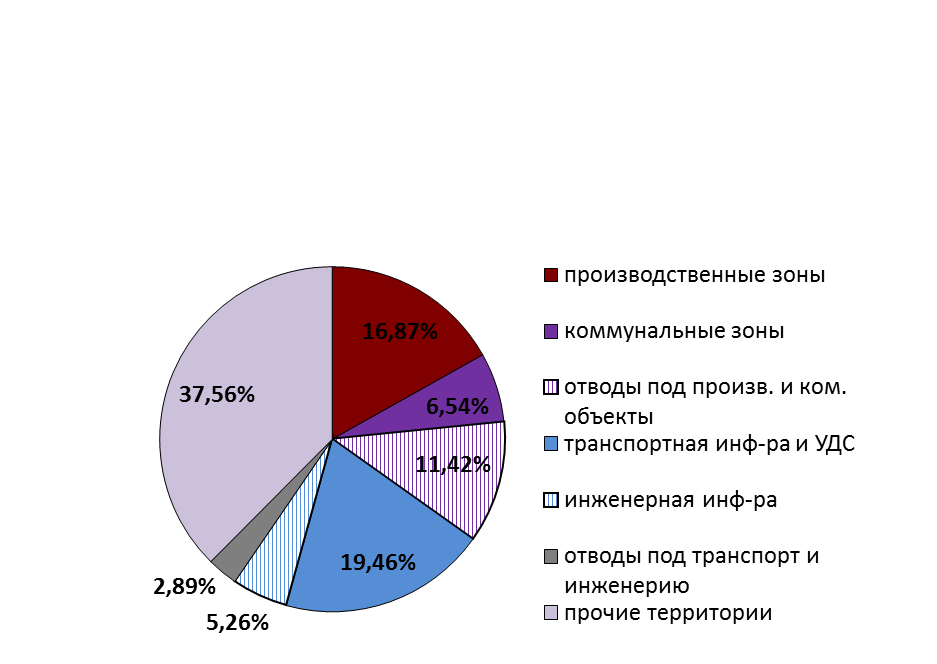 производственные зоны
коммунальные зоны
отводы под произв. и ком.
объекты
транспортная инф-ра и УДС
инженерная инф-ра
отводы под транспорт и
инженерию
прочие территории
16,87%
6,54%
11,42%
19,46%
5,26%
2,89%
37,56%